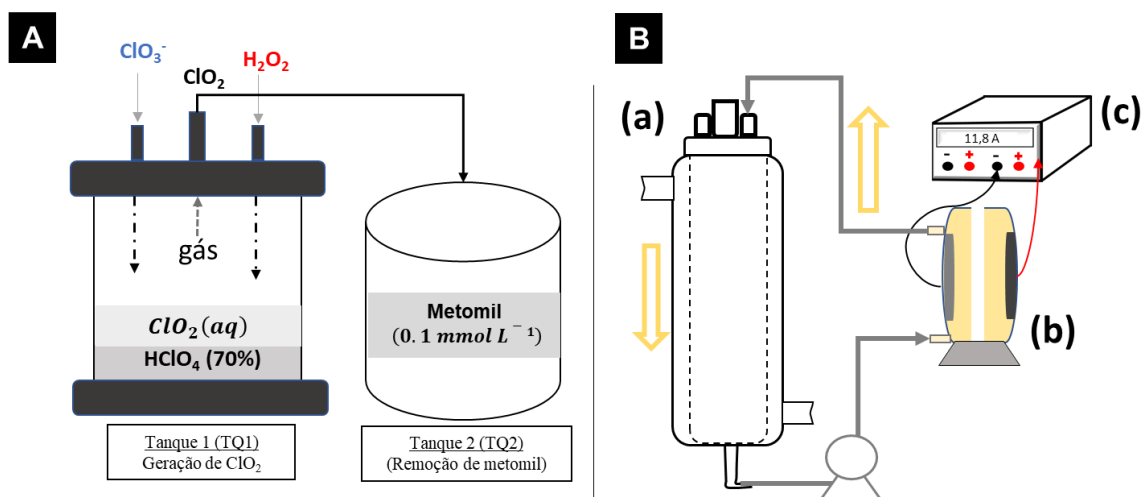 A
ClO₃⁻
ClO₂
H₂O₂
gás
ClO₂(aq)
HClO₄ (70%)
Tanque 1 (TQ1)
Geração de ClO₂
Metomil
(0.1 mmol L⁻¹)
Tanque 2 (TQ2)
(Remoção de metomil)
B
(a)
(c)
11,8 A
- + - +
(b)